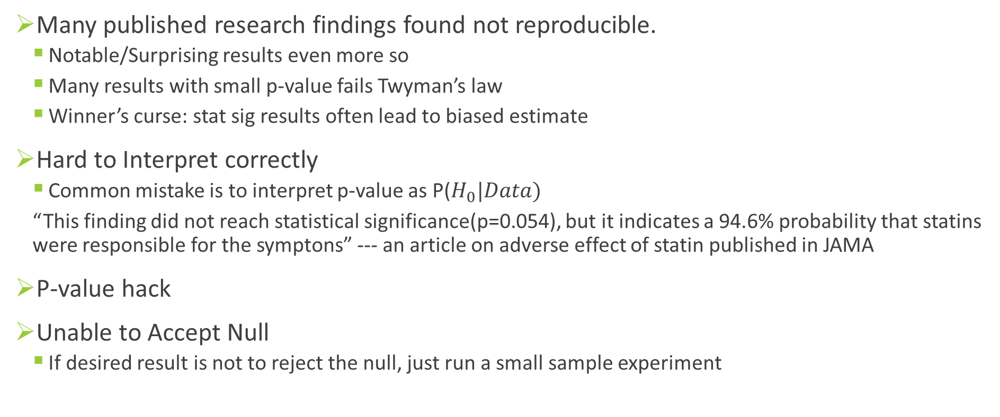 Many published research findings found not reproducible.
Notable/Surprising results even more so
Many results with small p-value fails Twyman’s law
Winner’s curse: stat sig results often lead to biased estimate
Hard to Interpret correctly
Common mistake is to interpret p-value as P(H₀|Data)
“This finding did not reach statistical significance(p=0.054), but it indicates a 94.6% probability that statins
were responsible for the symptons” --- an article on adverse effect of statin published in JAMA
P-value hack
Unable to Accept Null
If desired result is not to reject the null, just run a small sample experiment